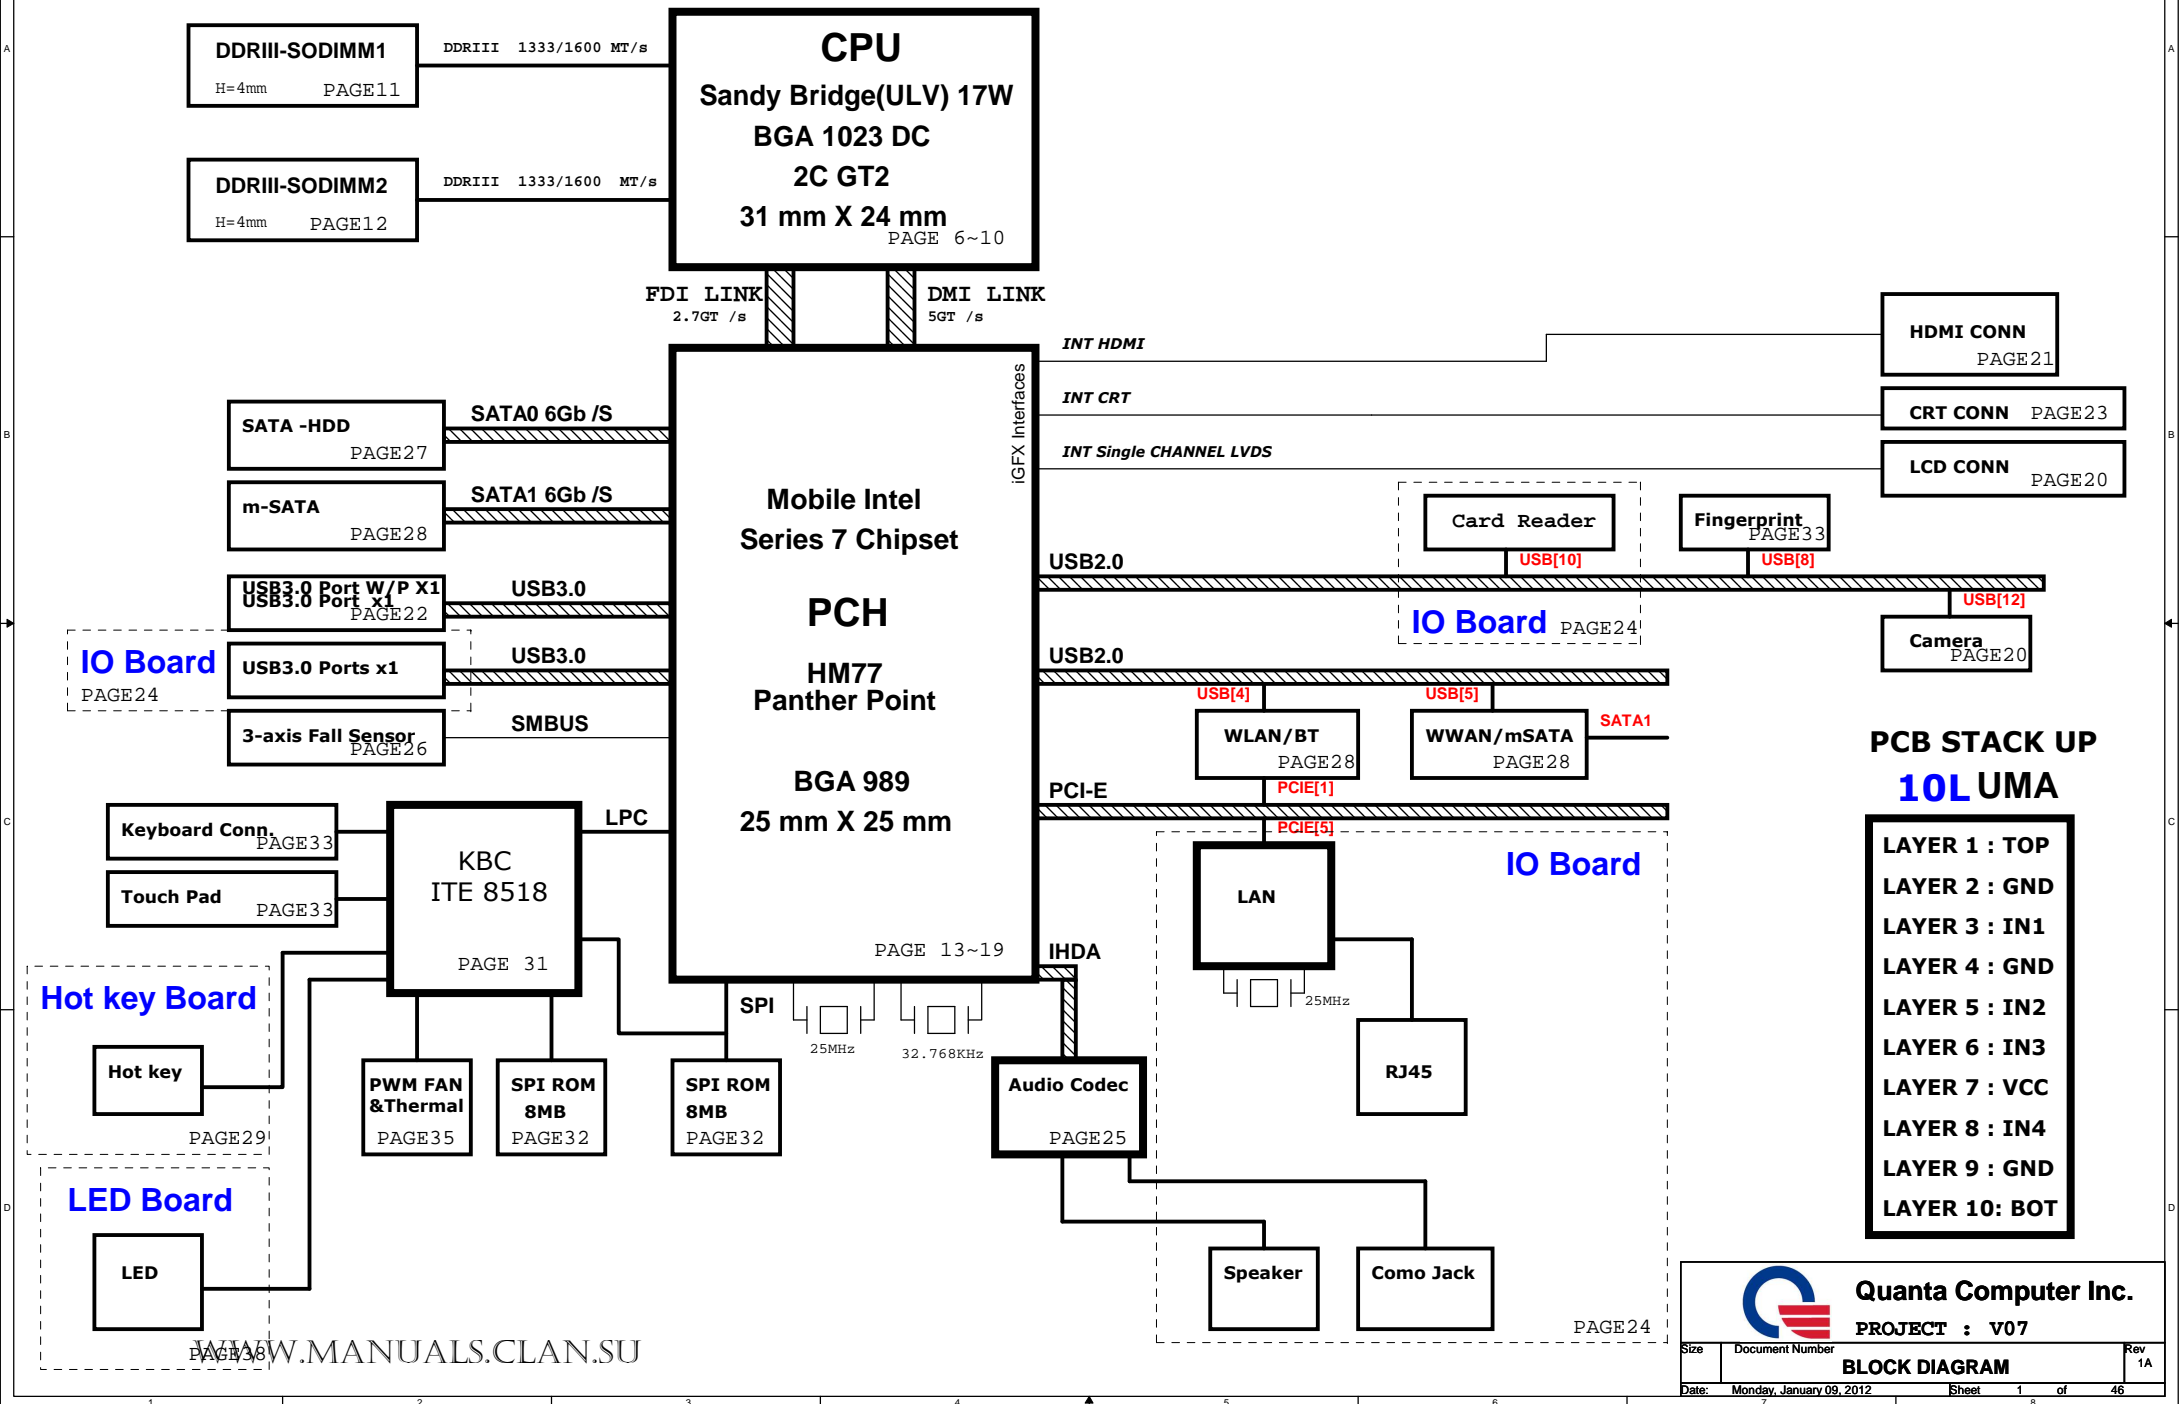 DDRIII-SODIMM1
H=4mm PAGE11
DDRIII 1333/1600 MT/s
DDRIII-SODIMM2
H=4mm PAGE12
DDRIII 1333/1600 MT/s
CPU
Sandy Bridge(ULV) 17W
BGA 1023 DC
2C GT2
31 mm X 24 mm
PAGE 6~10
FDI LINK
2.7GT /s
DMI LINK
5GT /s
INT HDMI
INT CRT
INT Single CHANNEL LVDS
HDMI CONN
PAGE21
CRT CONN PAGE23
LCD CONN
PAGE20
SATA -HDD
PAGE27
SATA0 6Gb /S
m-SATA
PAGE28
SATA1 6Gb /S
USB3.0 Port W/P X1
USB3.0 Port x1
PAGE22
USB3.0
IO Board
PAGE24
USB3.0 Ports x1
USB3.0
3-axis Fall Sensor
PAGE26
SMBUS
iGFX Interfaces
Mobile Intel
Series 7 Chipset
PCH
HM77
Panther Point
BGA 989
25 mm X 25 mm
PAGE 13~19
USB2.0
Card Reader
USB[10]
IO Board PAGE24
Fingerprint
PAGE33
USB[8]
USB[12]
Camera
PAGE20
USB2.0
USB[4]
USB[5]
WLAN/BT
PAGE28
WWAN/mSATA
PAGE28
SATA1
PCIE[1]
PCI-E
PCIE[5]
IO Board
LAN
25MHz
RJ45
Keyboard Conn.
PAGE33
Touch Pad
PAGE33
KBC
ITE 8518
PAGE 31
LPC
Hot key Board
Hot key
PAGE29
LED Board
LED
PAGE38
PWM FAN
&Thermal
PAGE35
SPI ROM
8MB
PAGE32
SPI
SPI ROM
8MB
PAGE32
25MHz
32.768KHz
IHDA
Audio Codec
PAGE25
Speaker
Como Jack
PAGE24
PCB STACK UP
10L UMA
LAYER 1 : TOP
LAYER 2 : GND
LAYER 3 : IN1
LAYER 4 : GND
LAYER 5 : IN2
LAYER 6 : IN3
LAYER 7 : VCC
LAYER 8 : IN4
LAYER 9 : GND
LAYER 10: BOT
WWW.MANUALS.CLAN.SU
Quanta Computer Inc.
PROJECT : V07
Size Document Number Rev
BLOCK DIAGRAM 1A
Date: Monday, January 09, 2012 Sheet 1 of 46
A
B
C
D
A
B
C
D
1 2 3 4 5 6 7 8